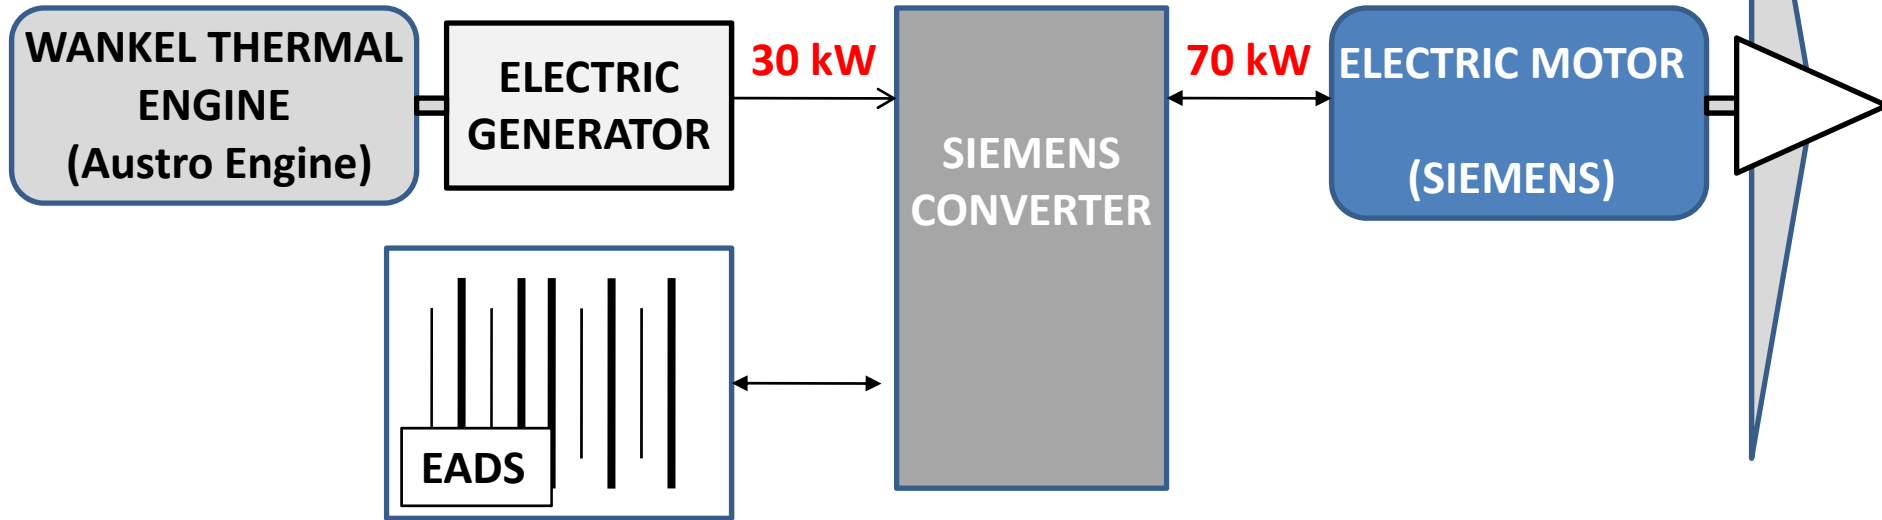 WANKEL THERMAL
ENGINE
(Austro Engine)
ELECTRIC
GENERATOR
30 kW
SIEMENS
CONVERTER
70 kW
ELECTRIC MOTOR
(SIEMENS)
EADS